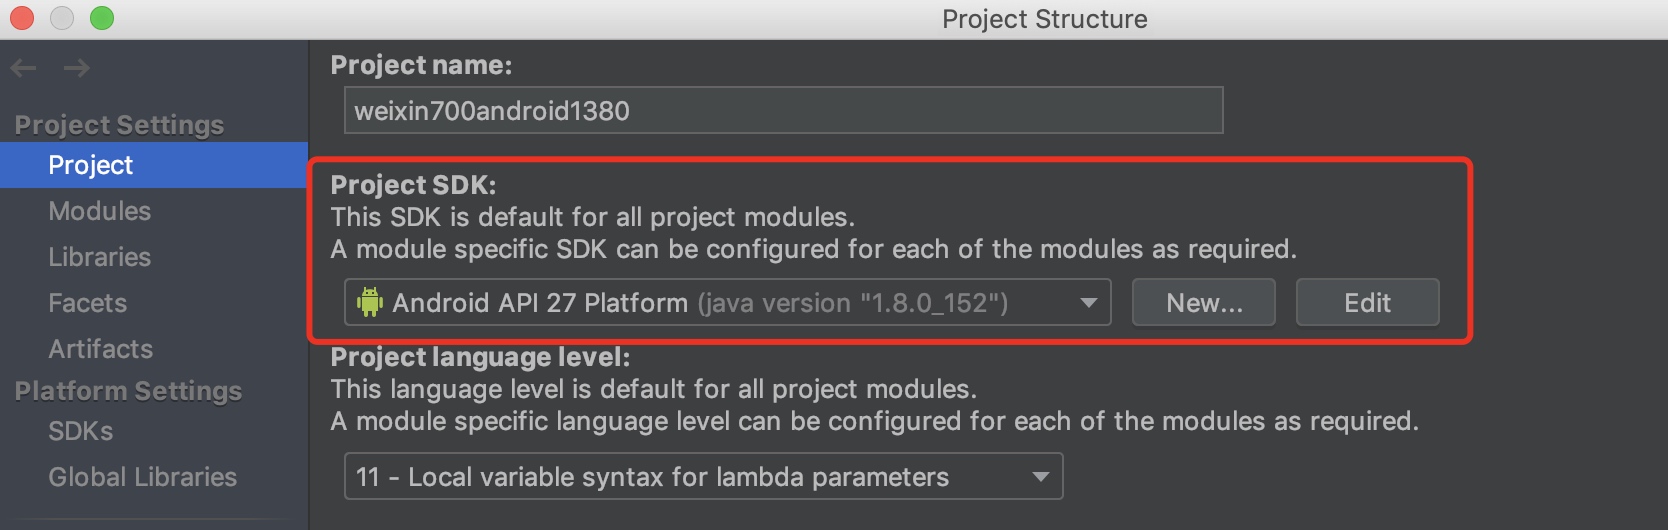 Project Structure
Project Settings
Project
Modules
Libraries
Facets
Artifacts
Platform Settings
SDKs
Global Libraries
Project name:
weixin700android1380
Project SDK:
This SDK is default for all project modules.
A module specific SDK can be configured for each of the modules as required.
Android API 27 Platform (java version "1.8.0_152") New... Edit
Project language level:
This language level is default for all project modules.
A module specific language level can be configured for each of the modules as required.
11 - Local variable syntax for lambda parameters